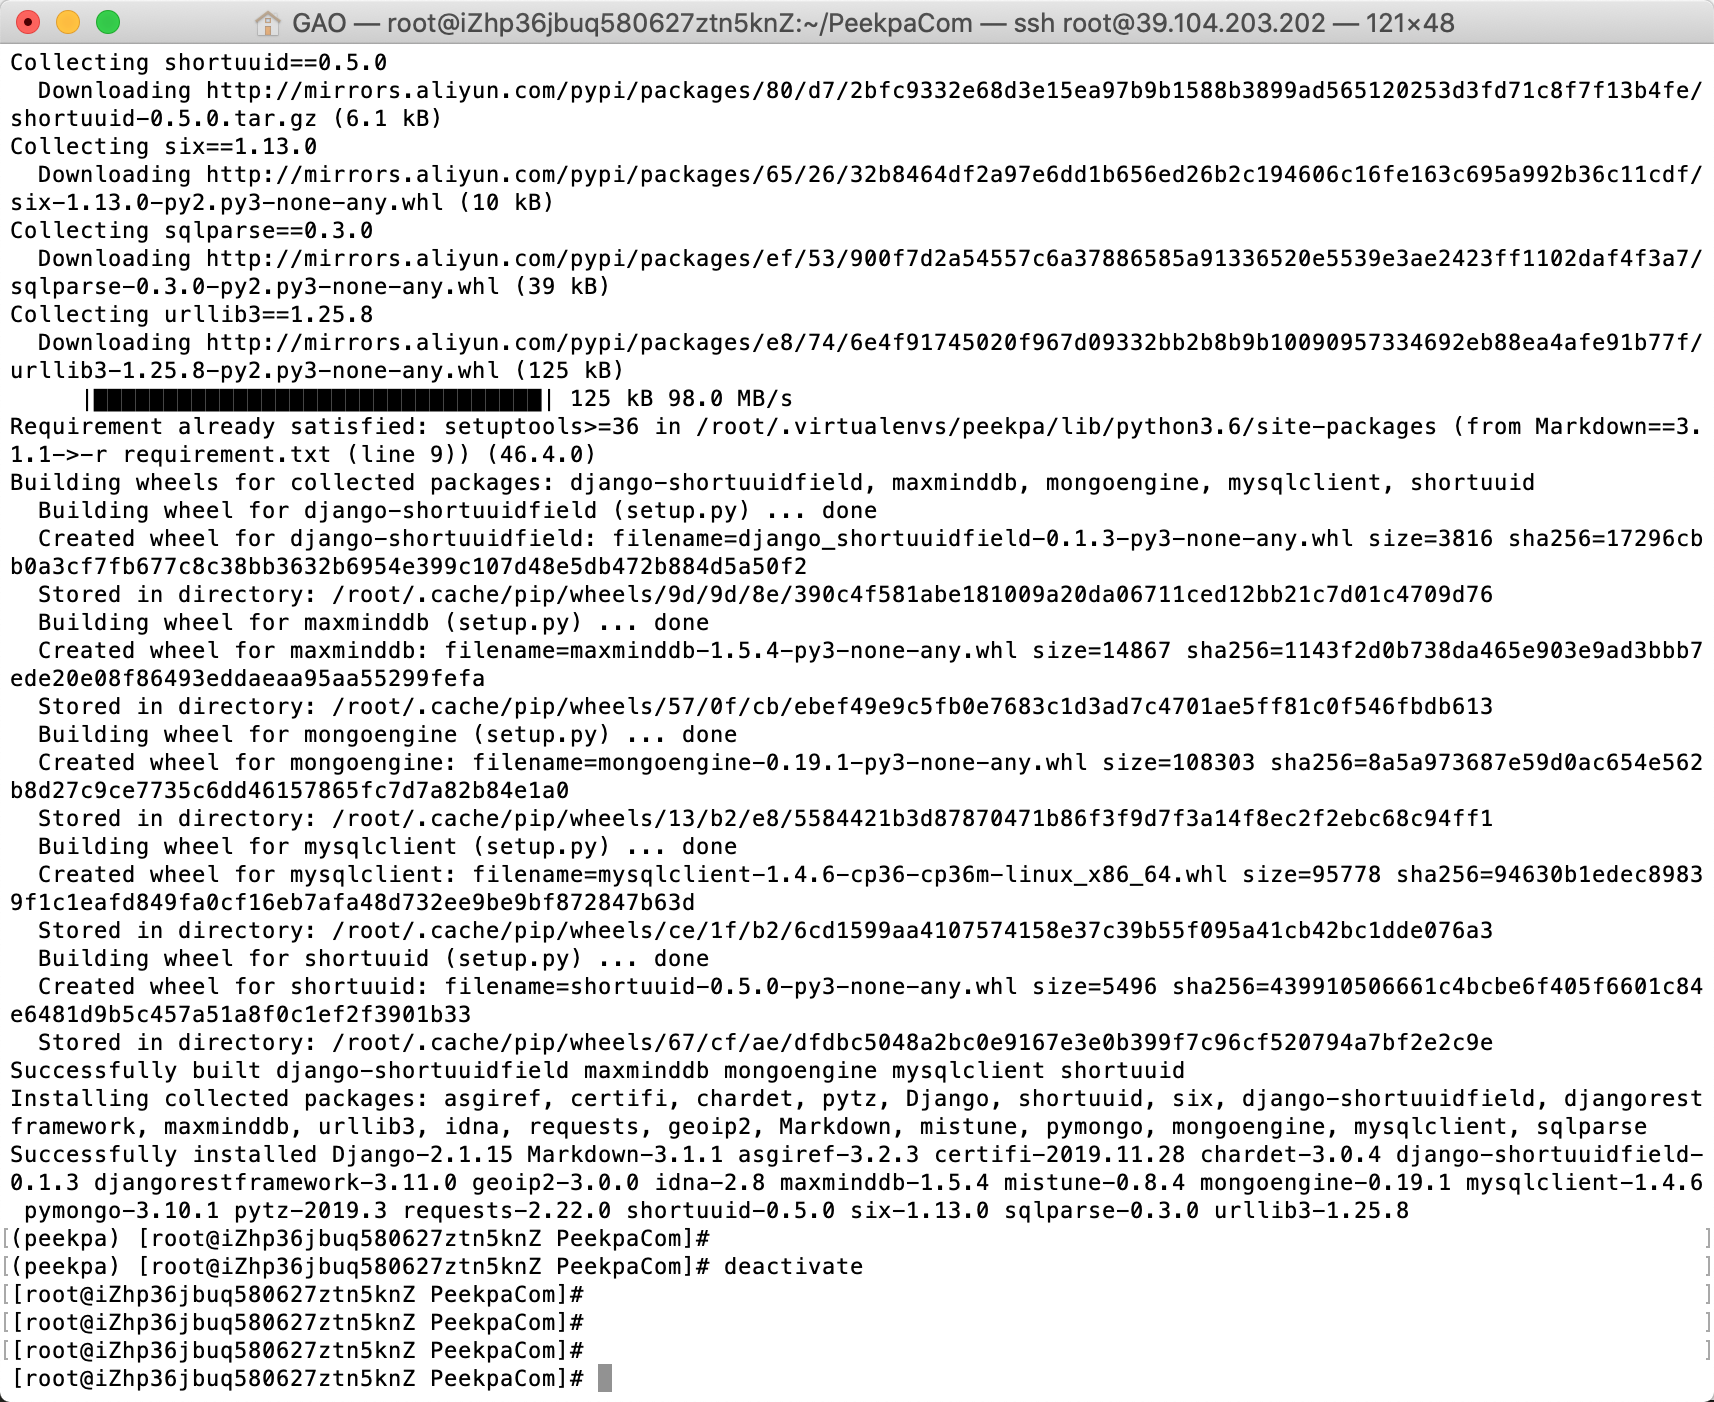 GAO — root@iZhp36jbuq580627ztn5knZ:~/PeekpaCom — ssh root@39.104.203.202 — 121×48
Collecting shortuuid==0.5.0
  Downloading http://mirrors.aliyun.com/pypi/packages/80/d7/2bfc9332e68d3e15ea97b9b1588b3899ad565120253d3fd71c8f7f13b4fe/
shortuuid-0.5.0.tar.gz (6.1 kB)
Collecting six==1.13.0
  Downloading http://mirrors.aliyun.com/pypi/packages/65/26/32b8464df2a97e6dd1b656ed26b2c194606c16fe163c695a992b36c11cdf/
six-1.13.0-py2.py3-none-any.whl (10 kB)
Collecting sqlparse==0.3.0
  Downloading http://mirrors.aliyun.com/pypi/packages/ef/53/900f7d2a54557c6a37886585a91336520e5539e3ae2423ff1102daf4f3a7/
sqlparse-0.3.0-py2.py3-none-any.whl (39 kB)
Collecting urllib3==1.25.8
  Downloading http://mirrors.aliyun.com/pypi/packages/e8/74/6e4f91745020f967d09332bb2b8b9b10090957334692eb88ea4afe91b77f/
urllib3-1.25.8-py2.py3-none-any.whl (125 kB)
     |████████████████████████████████| 125 kB 98.0 MB/s
Requirement already satisfied: setuptools>=36 in /root/.virtualenvs/peekpa/lib/python3.6/site-packages (from Markdown==3.
1.1->-r requirement.txt (line 9)) (46.4.0)
Building wheels for collected packages: django-shortuuidfield, maxminddb, mongoengine, mysqlclient, shortuuid
  Building wheel for django-shortuuidfield (setup.py) ... done
  Created wheel for django-shortuuidfield: filename=django_shortuuidfield-0.1.3-py3-none-any.whl size=3816 sha256=17296cb
b0a3cf7fb677c8c38bb3632b6954e399c107d48e5db472b884d5a50f2
  Stored in directory: /root/.cache/pip/wheels/9d/9d/8e/390c4f581abe181009a20da06711ced12bb21c7d01c4709d76
  Building wheel for maxminddb (setup.py) ... done
  Created wheel for maxminddb: filename=maxminddb-1.5.4-py3-none-any.whl size=14867 sha256=1143f2d0b738da465e903e9ad3bbb7
ede20e08f86493eddaeaa95aa55299fefa
  Stored in directory: /root/.cache/pip/wheels/57/0f/cb/ebef49e9c5fb0e7683c1d3ad7c4701ae5ff81c0f546fbdb613
  Building wheel for mongoengine (setup.py) ... done
  Created wheel for mongoengine: filename=mongoengine-0.19.1-py3-none-any.whl size=108303 sha256=8a5a973687e59d0ac654e562
b8d27c9ce7735c6dd46157865fc7d7a82b84e1a0
  Stored in directory: /root/.cache/pip/wheels/13/b2/e8/5584421b3d87870471b86f3f9d7f3a14f8ec2f2ebc68c94ff1
  Building wheel for mysqlclient (setup.py) ... done
  Created wheel for mysqlclient: filename=mysqlclient-1.4.6-cp36-cp36m-linux_x86_64.whl size=95778 sha256=94630b1edec8983
9f1c1eafd849fa0cf16eb7afa48d732ee9be9bf872847b63d
  Stored in directory: /root/.cache/pip/wheels/ce/1f/b2/6cd1599aa4107574158e37c39b55f095a41cb42bc1dde076a3
  Building wheel for shortuuid (setup.py) ... done
  Created wheel for shortuuid: filename=shortuuid-0.5.0-py3-none-any.whl size=5496 sha256=439910506661c4bcbe6f405f6601c84
e6481d9b5c457a51a8f0c1ef2f3901b33
  Stored in directory: /root/.cache/pip/wheels/67/cf/ae/dfdbc5048a2bc0e9167e3e0b399f7c96cf520794a7bf2e2c9e
Successfully built django-shortuuidfield maxminddb mongoengine mysqlclient shortuuid
Installing collected packages: asgiref, certifi, chardet, pytz, Django, shortuuid, six, django-shortuuidfield, djangorest
framework, maxminddb, urllib3, idna, requests, geoip2, Markdown, mistune, pymongo, mongoengine, mysqlclient, sqlparse
Successfully installed Django-2.1.15 Markdown-3.1.1 asgiref-3.2.3 certifi-2019.11.28 chardet-3.0.4 django-shortuuidfield-
0.1.3 djangorestframework-3.11.0 geoip2-3.0.0 idna-2.8 maxminddb-1.5.4 mistune-0.8.4 mongoengine-0.19.1 mysqlclient-1.4.6
 pymongo-3.10.1 pytz-2019.3 requests-2.22.0 shortuuid-0.5.0 six-1.13.0 sqlparse-0.3.0 urllib3-1.25.8
[(peekpa) [root@iZhp36jbuq580627ztn5knZ PeekpaCom]# ]
[(peekpa) [root@iZhp36jbuq580627ztn5knZ PeekpaCom]# deactivate ]
[[root@iZhp36jbuq580627ztn5knZ PeekpaCom]# ]
[[root@iZhp36jbuq580627ztn5knZ PeekpaCom]# ]
[[root@iZhp36jbuq580627ztn5knZ PeekpaCom]# ]
[root@iZhp36jbuq580627ztn5knZ PeekpaCom]#